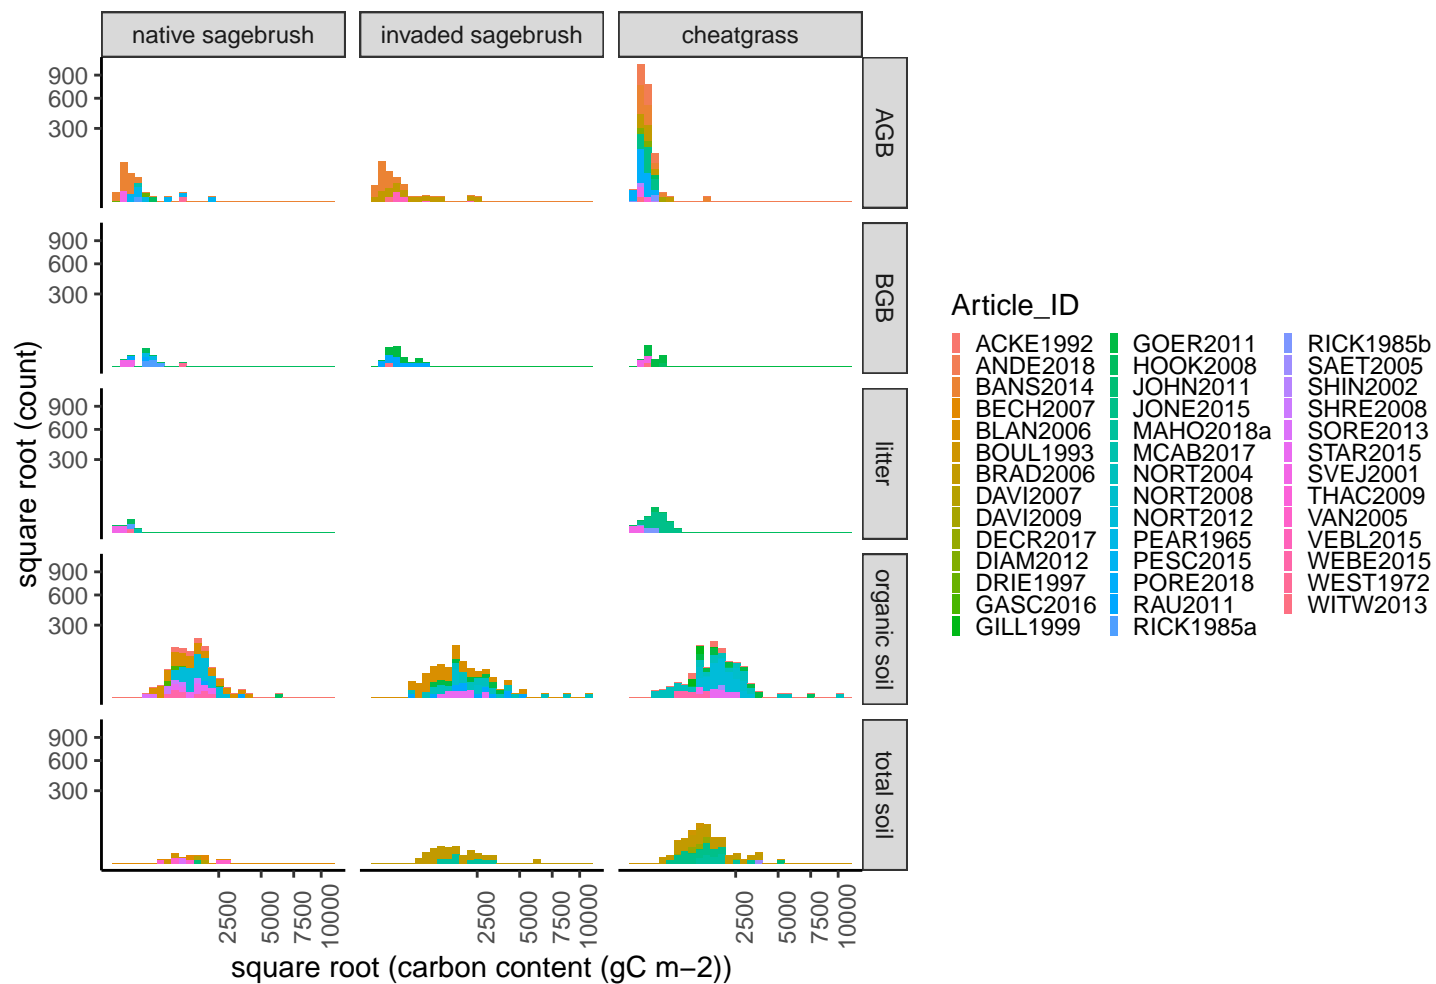 native sagebrush
invaded sagebrush
cheatgrass
900
600
300
AGB
900
600
300
BGB
900
600
300
litter
900
600
300
organic soil
900
600
300
total soil
2500
5000
7500
10000
2500
5000
7500
10000
2500
5000
7500
10000
square root (carbon content (gC m−2))
square root (count)
Article_ID
ACKE1992
ANDE2018
BANS2014
BECH2007
BLAN2006
BOUL1993
BRAD2006
DAVI2007
DAVI2009
DECR2017
DIAM2012
DRIE1997
GASC2016
GILL1999
GOER2011
HOOK2008
JOHN2011
JONE2015
MAHO2018a
MCAB2017
NORT2004
NORT2008
NORT2012
PEAR1965
PESC2015
PORE2018
RAU2011
RICK1985a
RICK1985b
SAET2005
SHIN2002
SHRE2008
SORE2013
STAR2015
SVEJ2001
THAC2009
VAN2005
VEBL2015
WEBE2015
WEST1972
WITW2013